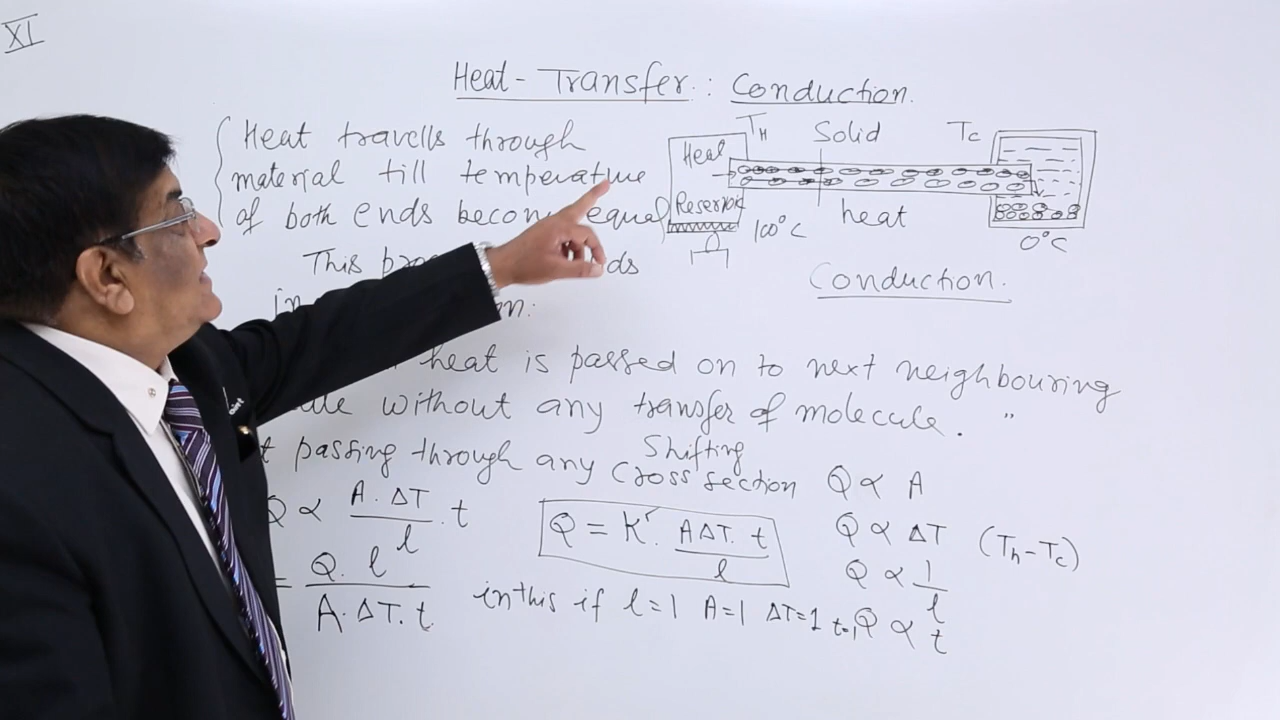 XI
Heat - Transfer : Conduction.
Heat travells through
material till temperature
of both ends become equal
This ds
in n:
heat is passed on to next neighbouring
without any transfer of molecule. "
Shifting
passing through any cross section
Q ∝ A·ΔT/l · t
= Q·l/A·ΔT·t
Q = K · AΔT·t/l
in this if l=1 A=1 ΔT=1 t=1
Q ∝ A
Q ∝ ΔT (Th - Tc)
Q ∝ 1/l
Q ∝ t
TH Solid Tc
Heat
Reservoir
100°C heat 0°C
Conduction.